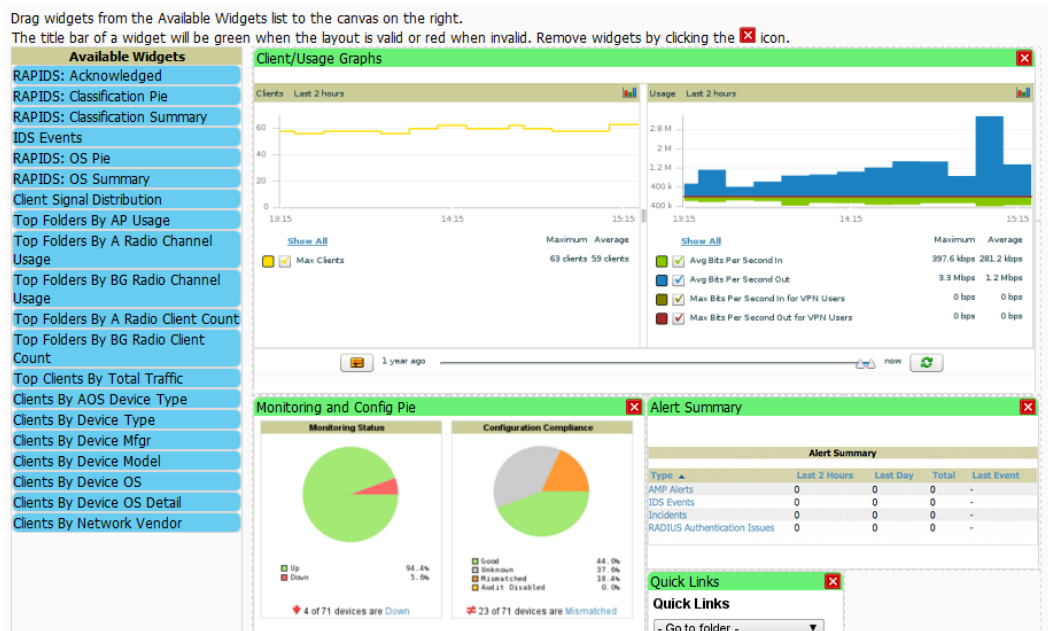 Drag widgets from the Available Widgets list to the canvas on the right.
The title bar of a widget will be green when the layout is valid or red when invalid. Remove widgets by clicking the icon.
Available Widgets
RAPIDS: Acknowledged
RAPIDS: Classification Pie
RAPIDS: Classification Summary
IDS Events
RAPIDS: OS Pie
RAPIDS: OS Summary
Client Signal Distribution
Top Folders By AP Usage
Top Folders By A Radio Channel
Usage
Top Folders By BG Radio Channel
Usage
Top Folders By A Radio Client Count
Top Folders By BG Radio Client
Count
Top Clients By Total Traffic
Clients By AOS Device Type
Clients By Device Type
Clients By Device Mfgr
Clients By Device Model
Clients By Device OS
Clients By Device OS Detail
Clients By Network Vendor
Client/Usage Graphs
Clients Last 2 hours
60
40
20
0
13:15 14:15 15:15
Show All Maximum Average
Max Clients 63 clients 59 clients
Usage Last 2 hours
2.8 M
2 M
1.2 M
400 k
400 k
13:15 14:15 15:15
Show All Maximum Average
Avg Bits Per Second In 397.6 kbps 281.2 kbps
Avg Bits Per Second Out 3.3 Mbps 1.2 Mbps
Max Bits Per Second In for VPN Users 0 bps 0 bps
Max Bits Per Second Out for VPN Users 0 bps 0 bps
1 year ago now
Monitoring and Config Pie
Monitoring Status
Up 94.4%
Down 5.6%
4 of 71 devices are Down
Configuration Compliance
Good 44.0%
Unknown 37.6%
Mismatched 18.4%
Audit Disabled 0.0%
23 of 71 devices are Mismatched
Alert Summary
Alert Summary
Type Last 2 Hours Last Day Total Last Event
AMP Alerts 0 0 0 -
IDS Events 0 0 0 -
Incidents 0 0 0 -
RADIUS Authentication Issues 0 0 0 -
Quick Links
Quick Links
- Go to folder -